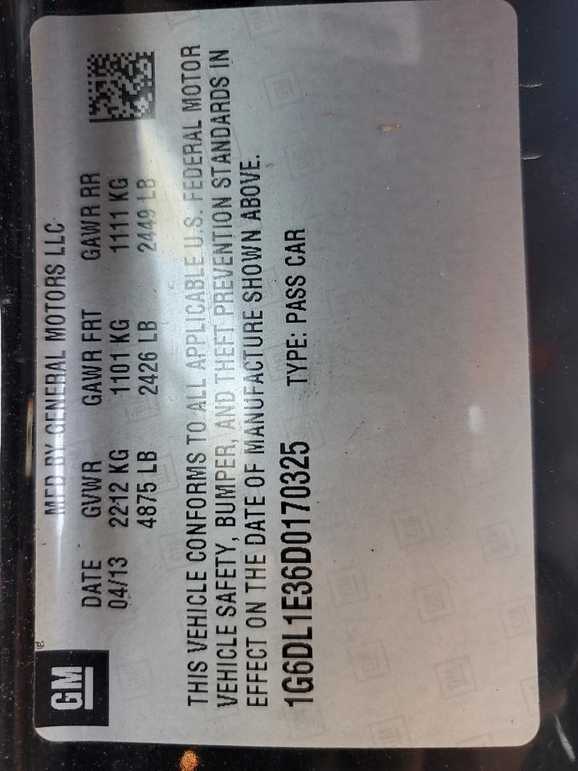 GM
MFD BY GENERAL MOTORS LLC
DATE GVWR GAWR FRT GAWR RR
04/13 2212 KG 1101 KG 1111 KG
4875 LB 2426 LB 2449 LB
THIS VEHICLE CONFORMS TO ALL APPLICABLE U.S. FEDERAL MOTOR
VEHICLE SAFETY, BUMPER, AND THEFT PREVENTION STANDARDS IN
EFFECT ON THE DATE OF MANUFACTURE SHOWN ABOVE.
1G6DL1E36D0170325 TYPE: PASS CAR